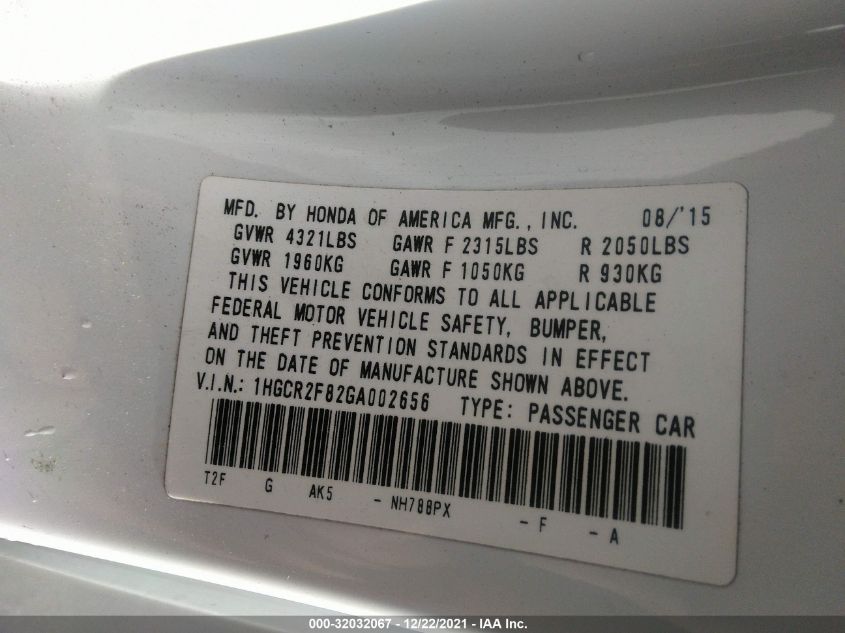 MFD. BY HONDA OF AMERICA MFG., INC. 08/'15
GVWR 4321LBS GAWR F 2315LBS R 2050LBS
GVWR 1960KG GAWR F 1050KG R 930KG
THIS VEHICLE CONFORMS TO ALL APPLICABLE
FEDERAL MOTOR VEHICLE SAFETY, BUMPER,
AND THEFT PREVENTION STANDARDS IN EFFECT
ON THE DATE OF MANUFACTURE SHOWN ABOVE.
V.I.N.: 1HGCR2F82GA002656 TYPE: PASSENGER CAR
T2F G AK5 - NH788PX - F - A
000-32032067 - 12/22/2021 - IAA Inc.